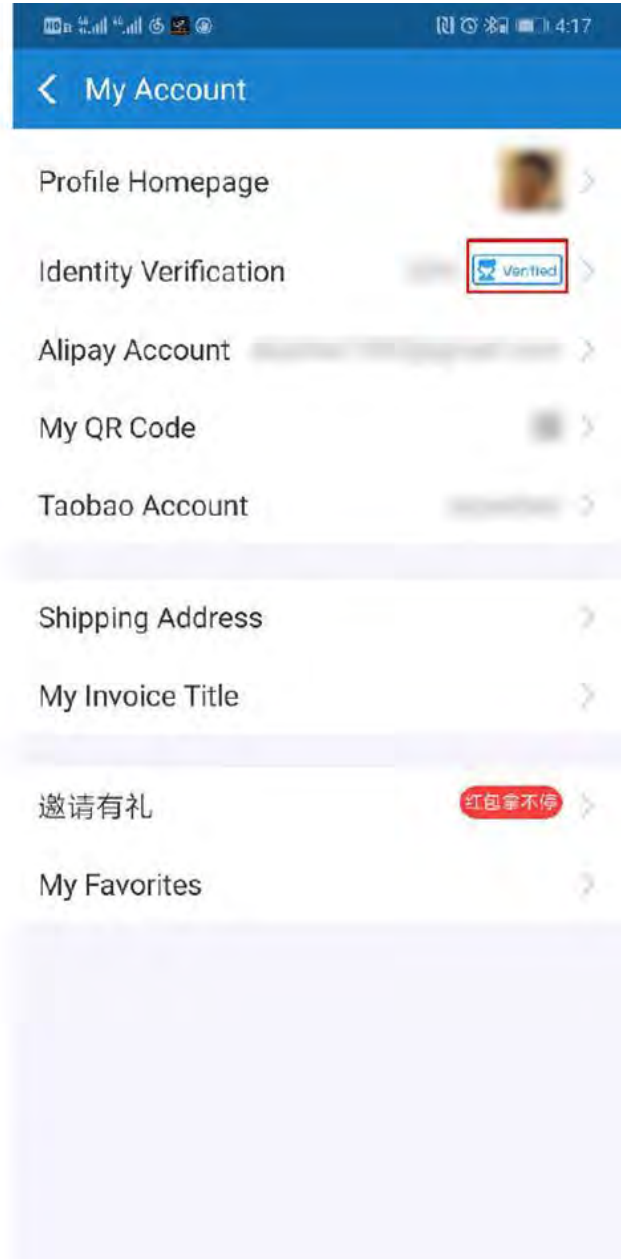 4:17
My Account
Profile Homepage
Identity Verification
Verified
Alipay Account
My QR Code
Taobao Account
Shipping Address
My Invoice Title
邀请有礼 红包拿不停
My Favorites